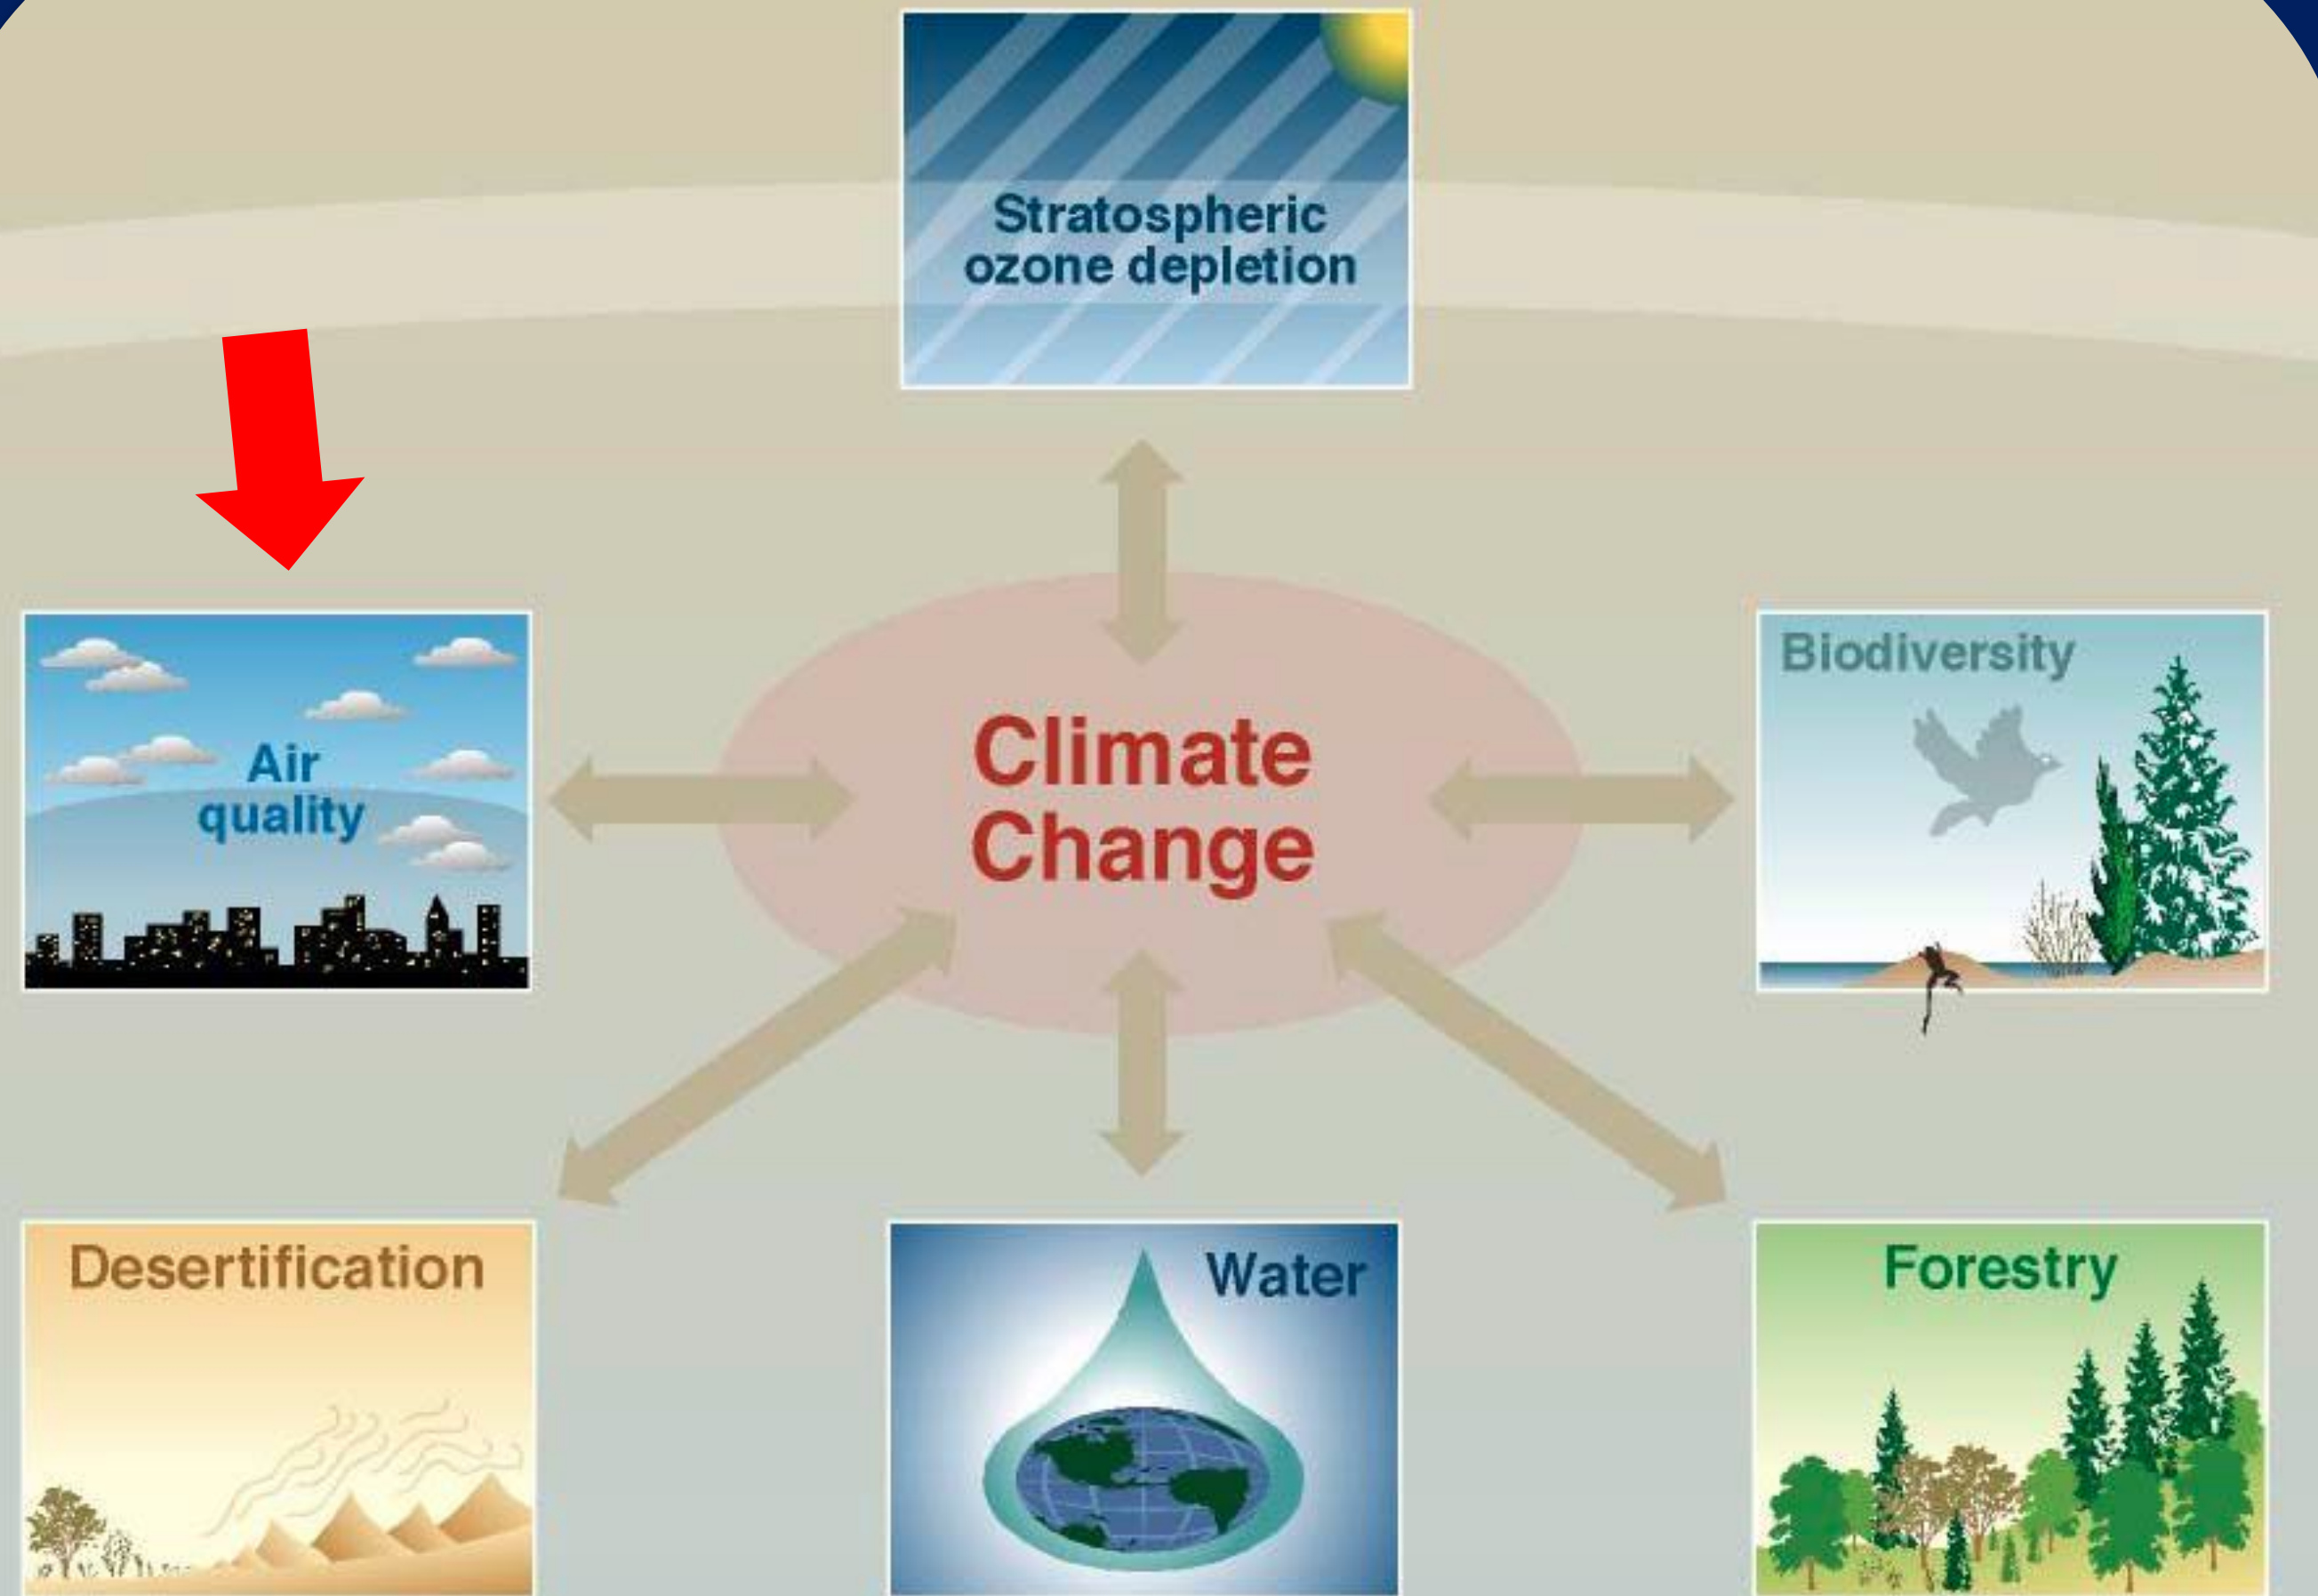 Stratospheric
ozone depletion
Air
quality
Climate
Change
Biodiversity
Desertification
Water
Forestry